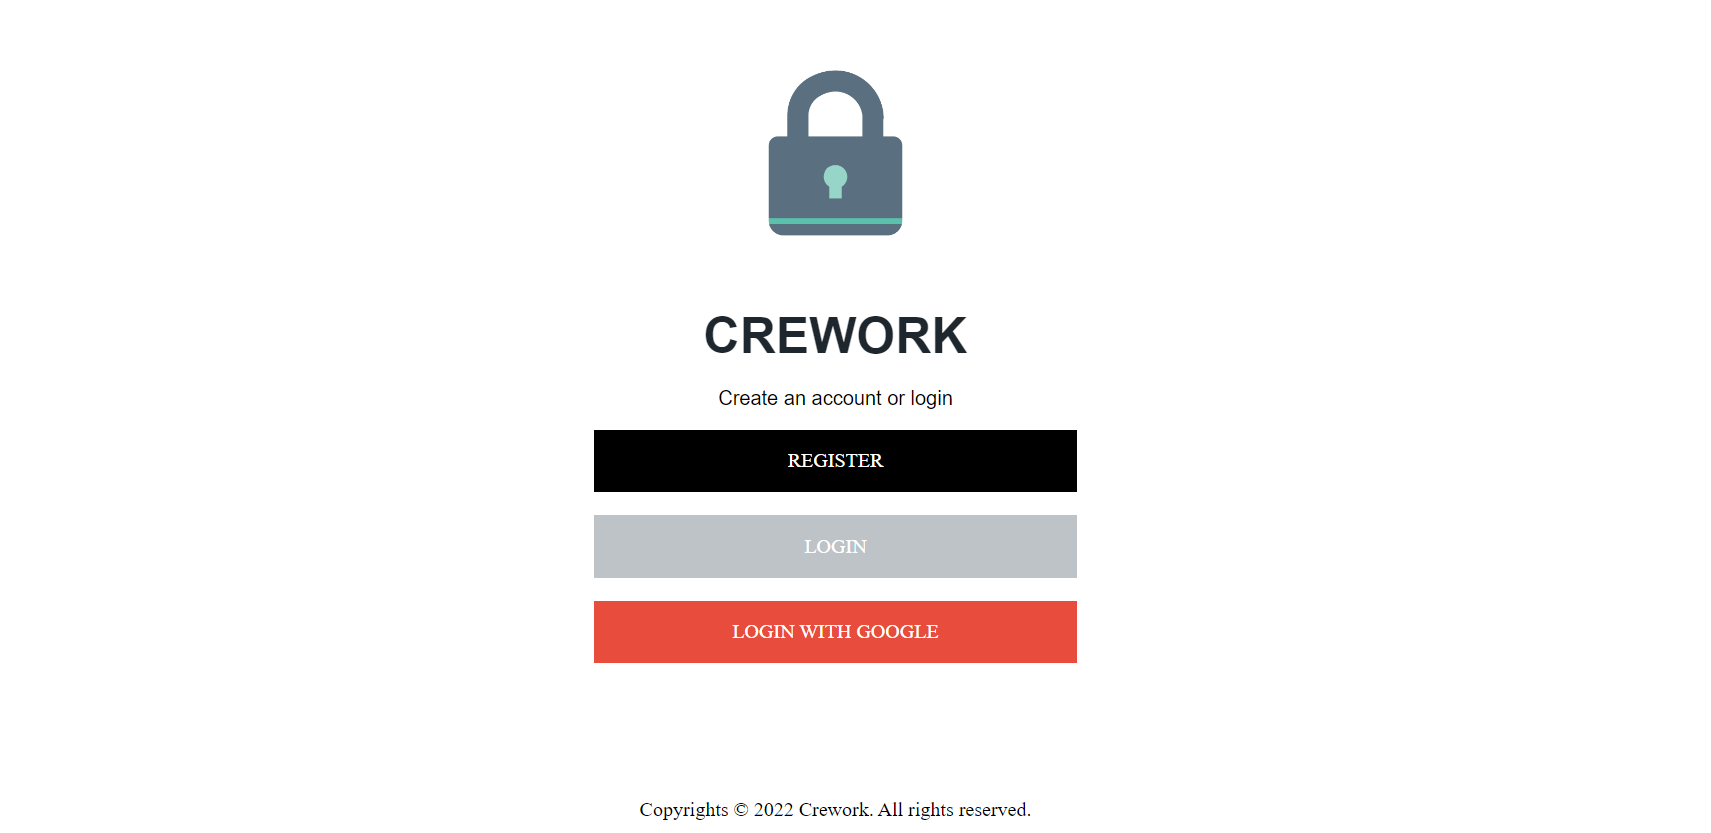 CREWORK
Create an account or login
REGISTER
LOGIN
LOGIN WITH GOOGLE
Copyrights © 2022 Crework. All rights reserved.